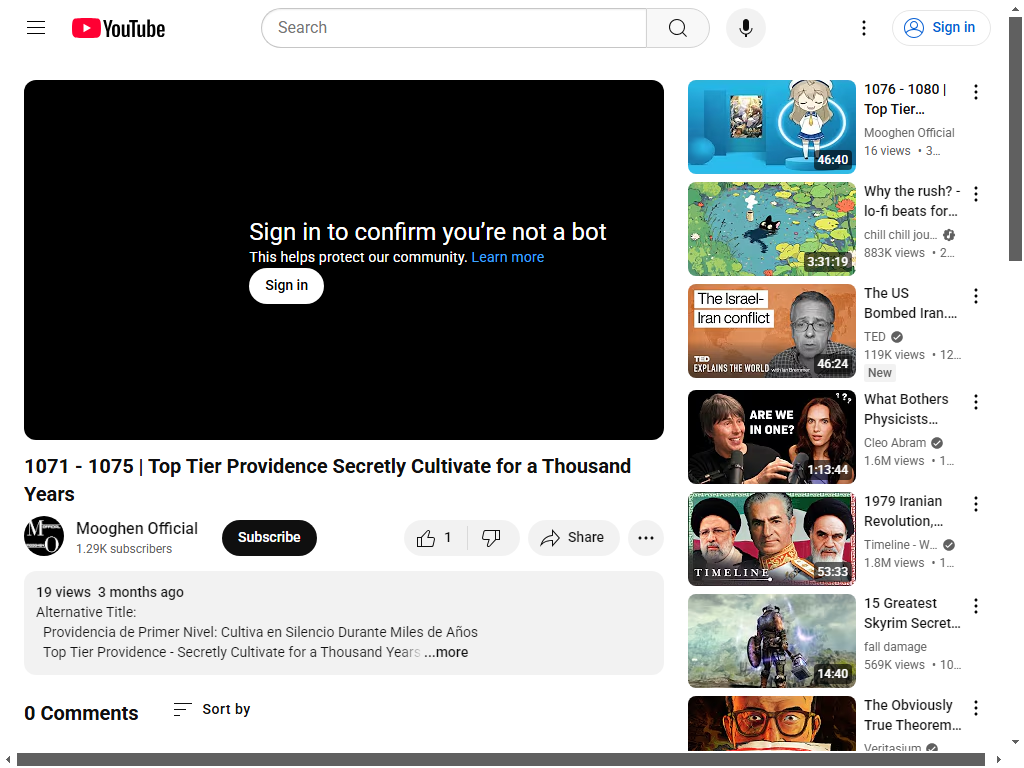 YouTube
Search
Sign in
Sign in to confirm you're not a bot
This helps protect our community. Learn more
Sign in
1071 - 1075 | Top Tier Providence Secretly Cultivate for a Thousand
Years
Mooghen Official
1.29K subscribers
Subscribe
1
Share
19 views 3 months ago
Alternative Title:
Providencia de Primer Nivel: Cultiva en Silencio Durante Miles de Años
Top Tier Providence - Secretly Cultivate for a Thousand Years ...more
0 Comments
Sort by
46:40
1076 - 1080 |
Top Tier…
Mooghen Official
16 views • 3…
3:31:19
Why the rush? -
lo-fi beats for…
chill chill jou…
883K views • 2…
The Israel-
Iran conflict
TED
EXPLAINS THE WORLD with Ian Bremmer
46:24
The US
Bombed Iran.…
TED
119K views • 12…
New
ARE WE
IN ONE?
???
1:13:44
What Bothers
Physicists…
Cleo Abram
1.6M views • 1…
TIMELINE
53:33
1979 Iranian
Revolution,…
Timeline - W…
1.8M views • 1…
14:40
15 Greatest
Skyrim Secret…
fall damage
569K views • 10…
The Obviously
True Theorem…
Veritasium